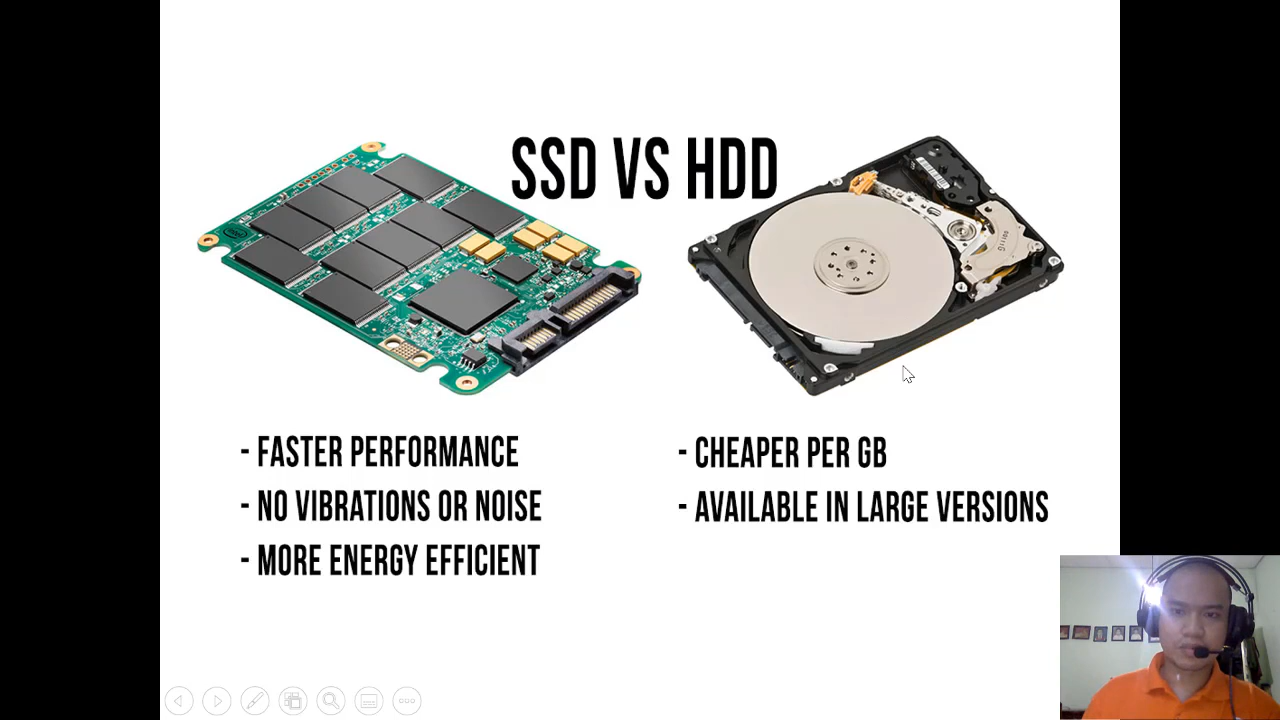 SSD VS HDD
- FASTER PERFORMANCE
- NO VIBRATIONS OR NOISE
- MORE ENERGY EFFICIENT
- CHEAPER PER GB
- AVAILABLE IN LARGE VERSIONS